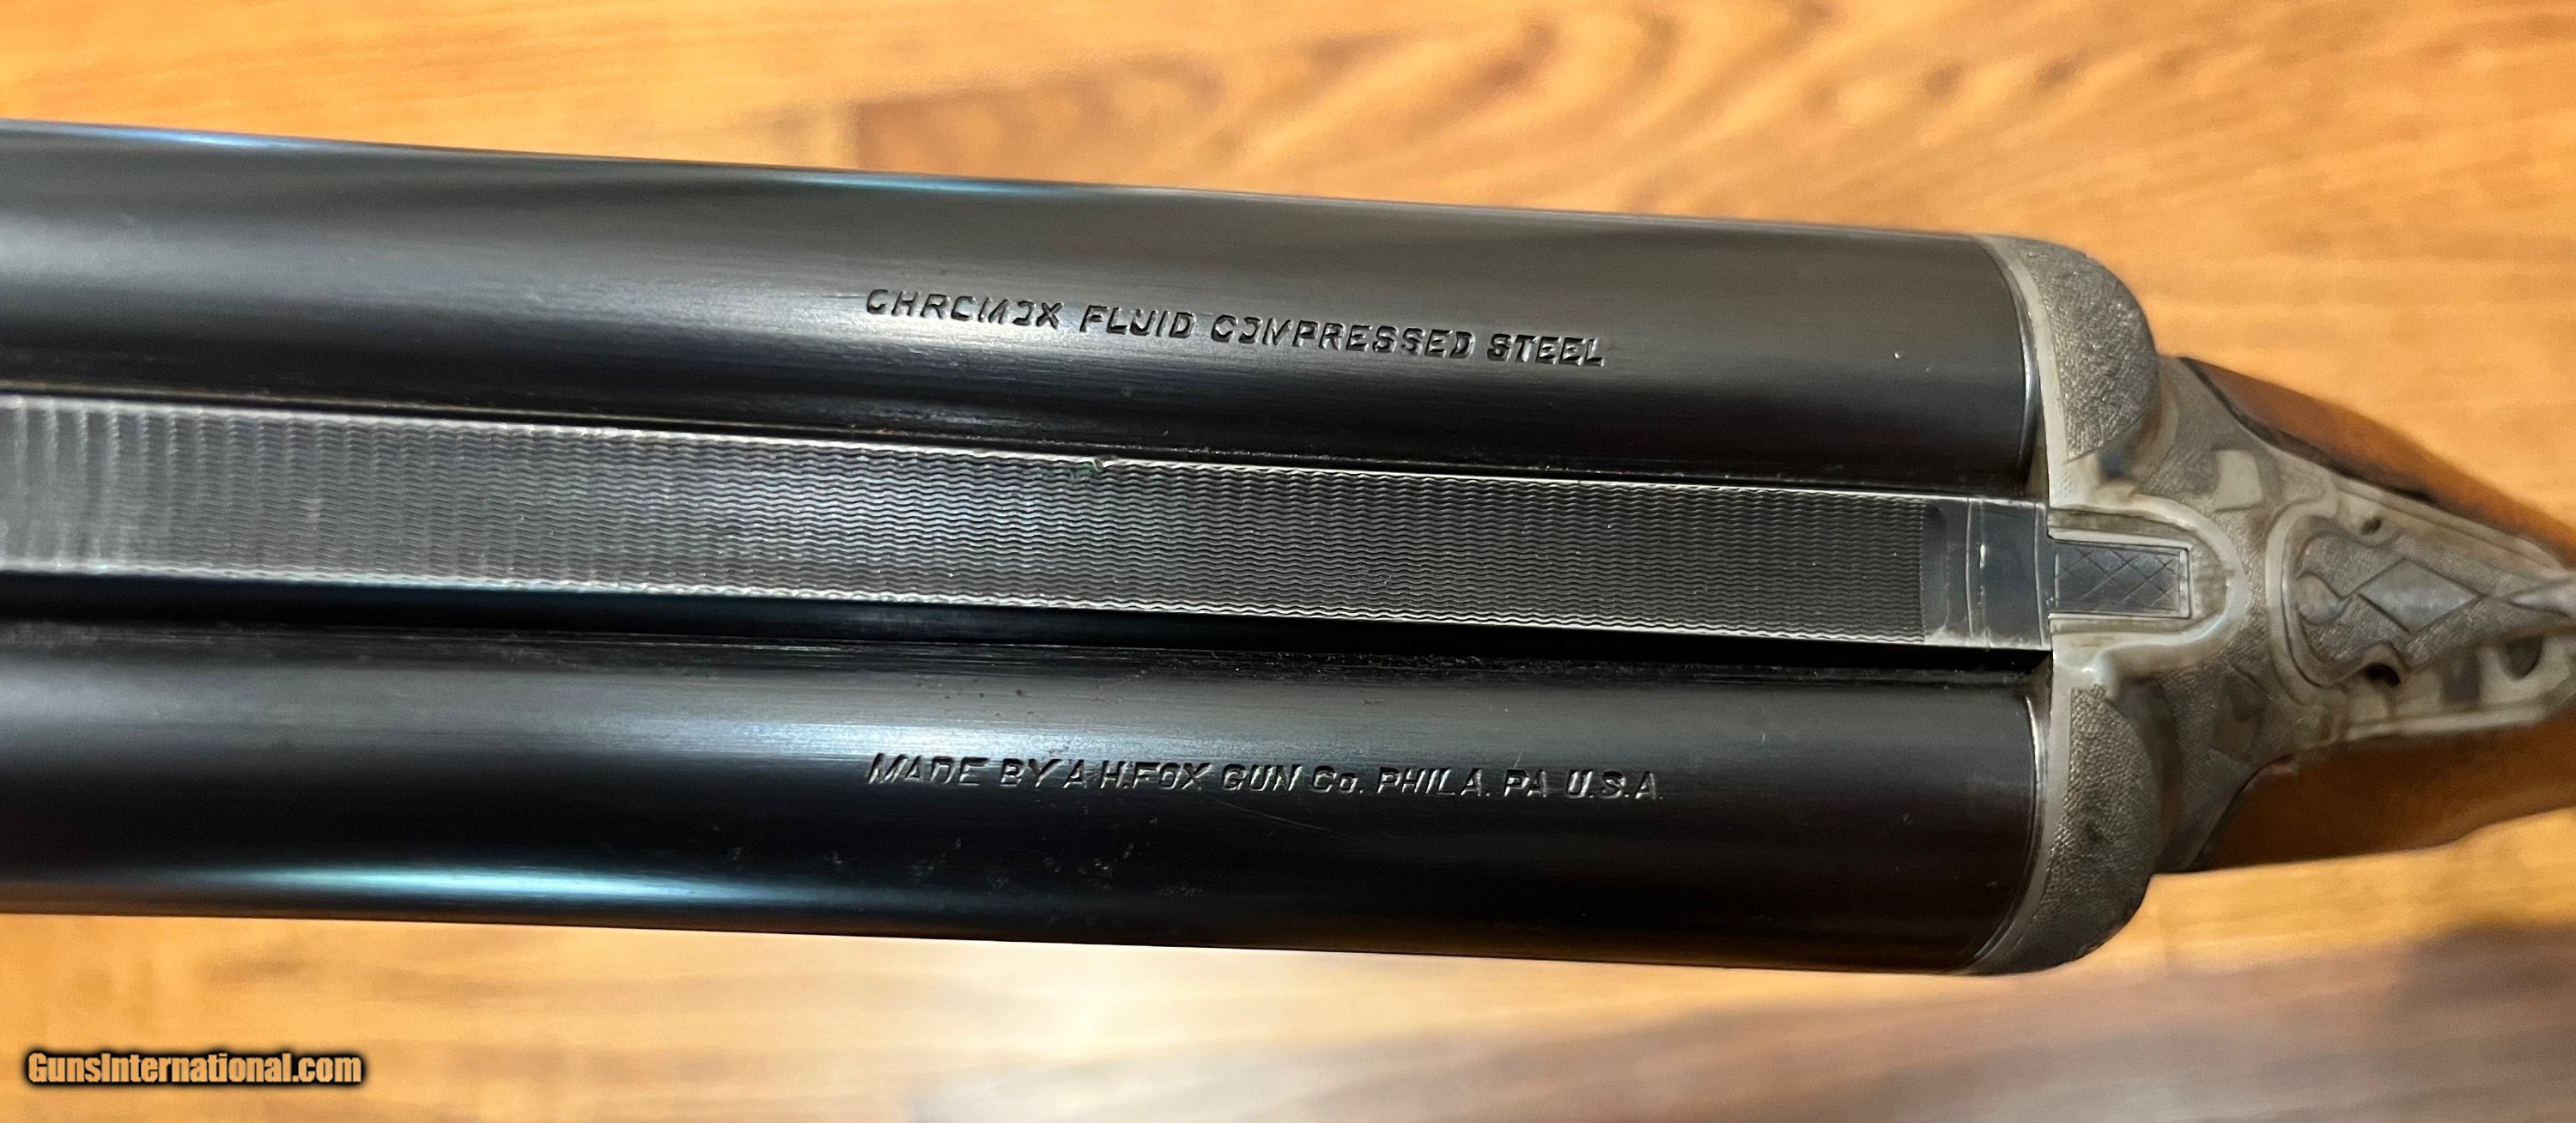 CHROMOX FLUID COMPRESSED STEEL
MADE BY A.H.FOX GUN Co. PHILA. PA U.S.A.
GunsInternational.com